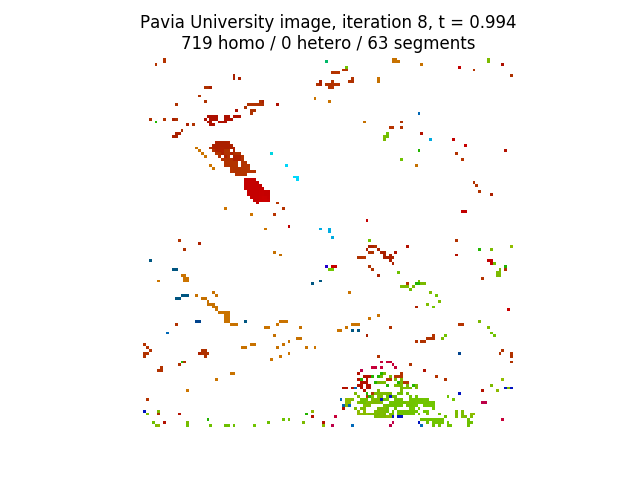 Pavia University image, iteration 8, t = 0.994
719 homo / 0 hetero / 63 segments